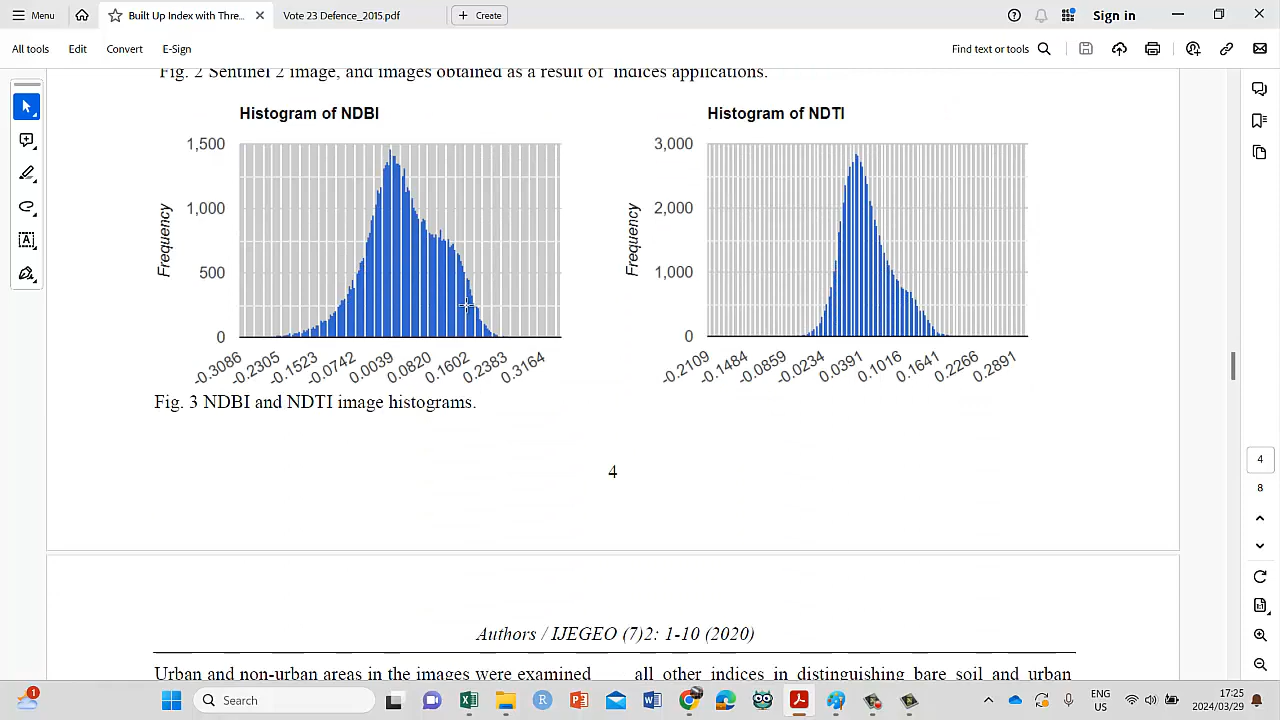 Menu
Built Up Index with Thre...
Vote 23 Defence_2015.pdf
Create
Sign in
All tools
Edit
Convert
E-Sign
Find text or tools
Fig. 2 Sentinel 2 image, and images obtained as a result of indices applications.
Histogram of NDBI
1,500
1,000
500
0
Frequency
-0.3086
-0.2305
-0.1523
-0.0742
0.0039
0.0820
0.1602
0.2383
0.3164
Histogram of NDTI
3,000
2,000
1,000
0
Frequency
-0.2109
-0.1484
-0.0859
-0.0234
0.0391
0.1016
0.1641
0.2266
0.2891
Fig. 3 NDBI and NDTI image histograms.
4
4
8
Authors / IJEGEO (7)2: 1-10 (2020)
Urban and non-urban areas in the images were examined
all other indices in distinguishing bare soil and urban
1
Search
ENG
US
17:25
2024/03/29